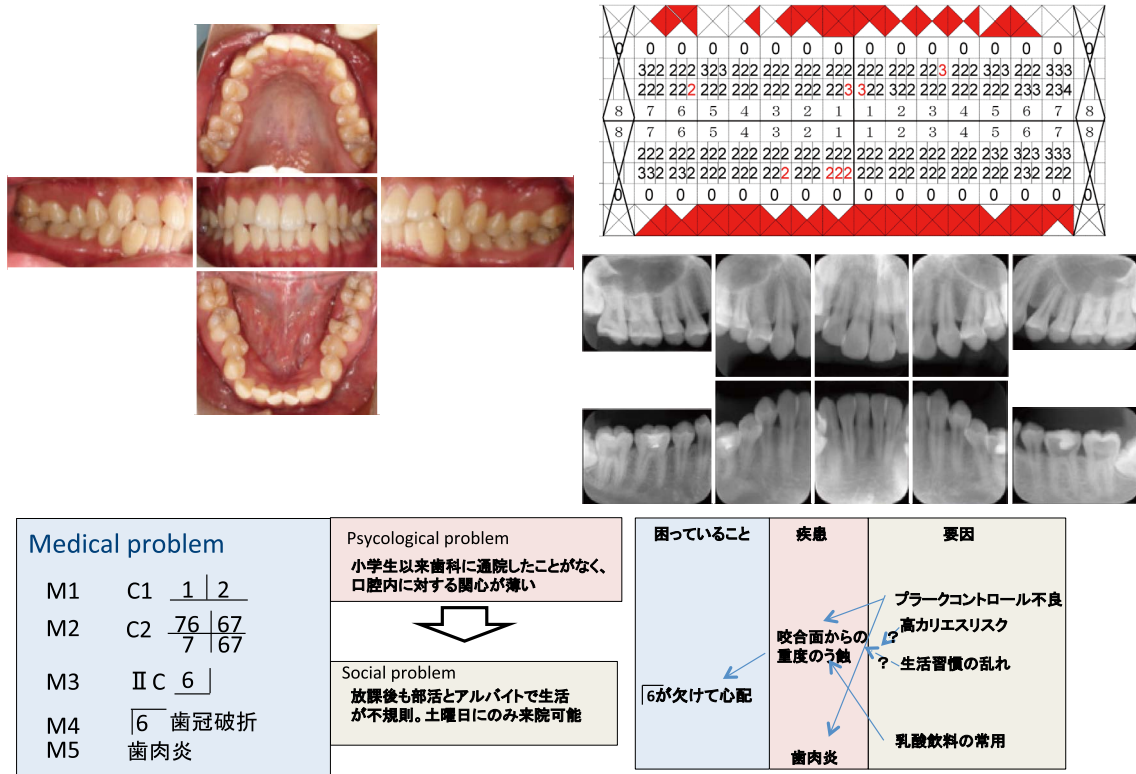 0 0 0 0 0 0 0 0 0 0 0 0 0 0 0 0
322 222 323 222 222 222 222 222 222 223 222 323 222 333
222 222 222 222 222 222 223 322 322 222 222 222 233 234
8 7 6 5 4 3 2 1 1 2 3 4 5 6 7 8
8 7 6 5 4 3 2 1 1 2 3 4 5 6 7 8
222 222 222 222 222 222 222 222 222 222 222 232 323 333
332 232 222 222 222 222 222 222 222 222 222 222 232 222
0 0 0 0 0 0 0 0 0 0 0 0 0 0 0 0
Medical problem
M1 C1 1 2
M2 C2 76 67
7 67
M3 ⅡC 6
M4 6 歯冠破折
M5 歯肉炎
Psycological problem
小学生以来歯科に通院したことがなく、
口腔内に対する関心が薄い
Social problem
放課後も部活とアルバイトで生活
が不規則。土曜日にのみ来院可能
困っていること 疾患 要因
プラークコントロール不良
高カリエスリスク
?
咬合面からの
重度のう蝕
? 生活習慣の乱れ
6が欠けて心配
乳酸飲料の常用
歯肉炎